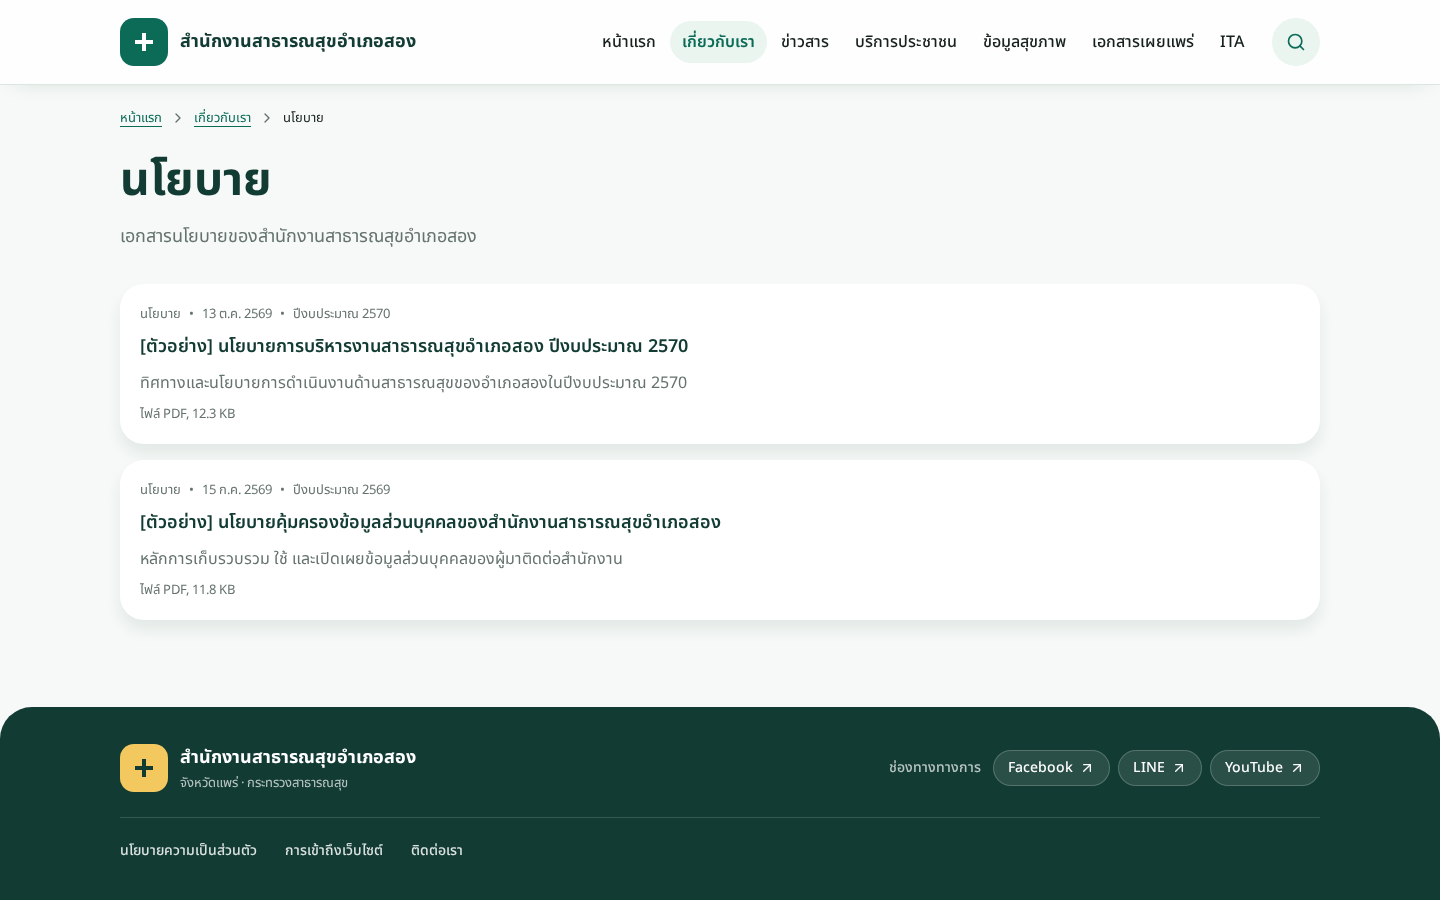 สำนักงานสาธารณสุขอำเภอสอง
หน้าแรก เกี่ยวกับเรา ข่าวสาร บริการประชาชน ข้อมูลสุขภาพ เอกสารเผยแพร่ ITA
หน้าแรก > เกี่ยวกับเรา > นโยบาย
นโยบาย
เอกสารนโยบายของสำนักงานสาธารณสุขอำเภอสอง
นโยบาย • 13 ต.ค. 2569 • ปีงบประมาณ 2570
[ตัวอย่าง] นโยบายการบริหารงานสาธารณสุขอำเภอสอง ปีงบประมาณ 2570
ทิศทางและนโยบายการดำเนินงานด้านสาธารณสุขของอำเภอสองในปีงบประมาณ 2570
ไฟล์ PDF, 12.3 KB
นโยบาย • 15 ก.ค. 2569 • ปีงบประมาณ 2569
[ตัวอย่าง] นโยบายคุ้มครองข้อมูลส่วนบุคคลของสำนักงานสาธารณสุขอำเภอสอง
หลักการเก็บรวบรวม ใช้ และเปิดเผยข้อมูลส่วนบุคคลของผู้มาติดต่อสำนักงาน
ไฟล์ PDF, 11.8 KB
สำนักงานสาธารณสุขอำเภอสอง
จังหวัดแพร่ · กระทรวงสาธารณสุข
ช่องทางทางการ Facebook LINE YouTube
นโยบายความเป็นส่วนตัว การเข้าถึงเว็บไซต์ ติดต่อเรา